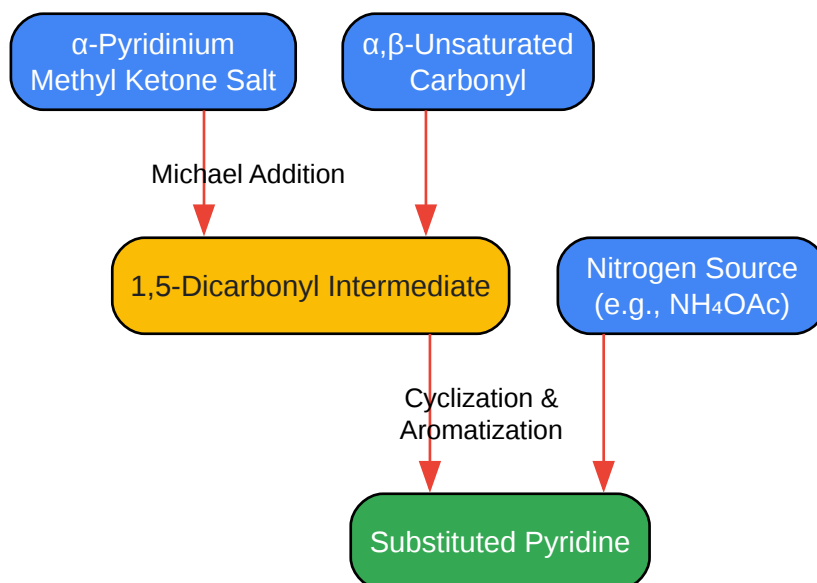 α-Pyridinium
Methyl Ketone Salt
α,β-Unsaturated
Carbonyl
Michael Addition
1,5-Dicarbonyl Intermediate
Nitrogen Source
(e.g., NH₄OAc)
Cyclization &
Aromatization
Substituted Pyridine